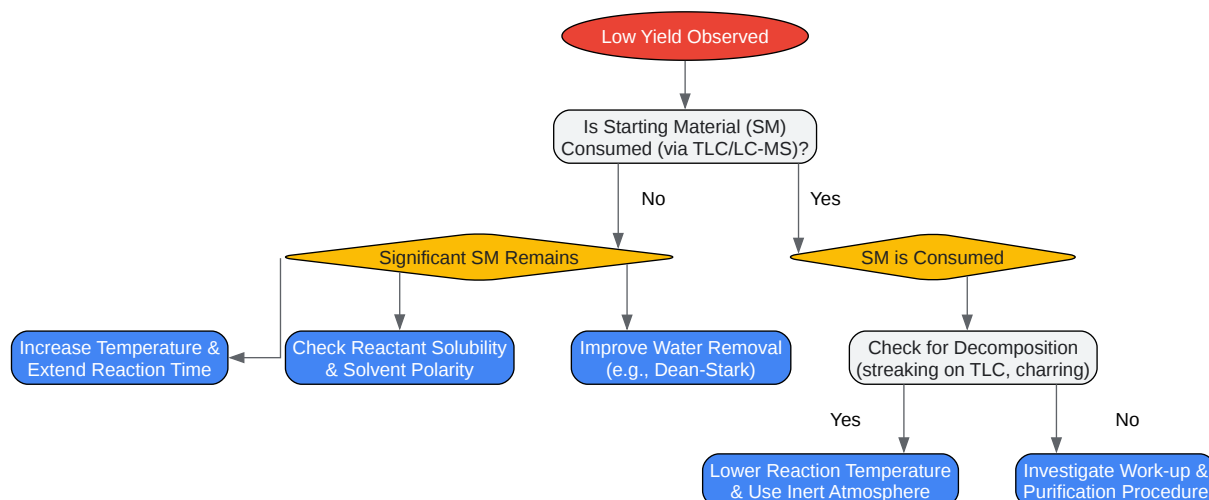 Low Yield Observed
Is Starting Material (SM)
Consumed (via TLC/LC-MS)?
No
Yes
Significant SM Remains
SM is Consumed
Increase Temperature &
Extend Reaction Time
Check Reactant Solubility
& Solvent Polarity
Improve Water Removal
(e.g., Dean-Stark)
Check for Decomposition
(streaking on TLC, charring)
Yes
No
Lower Reaction Temperature
& Use Inert Atmosphere
Investigate Work-up &
Purification Procedure